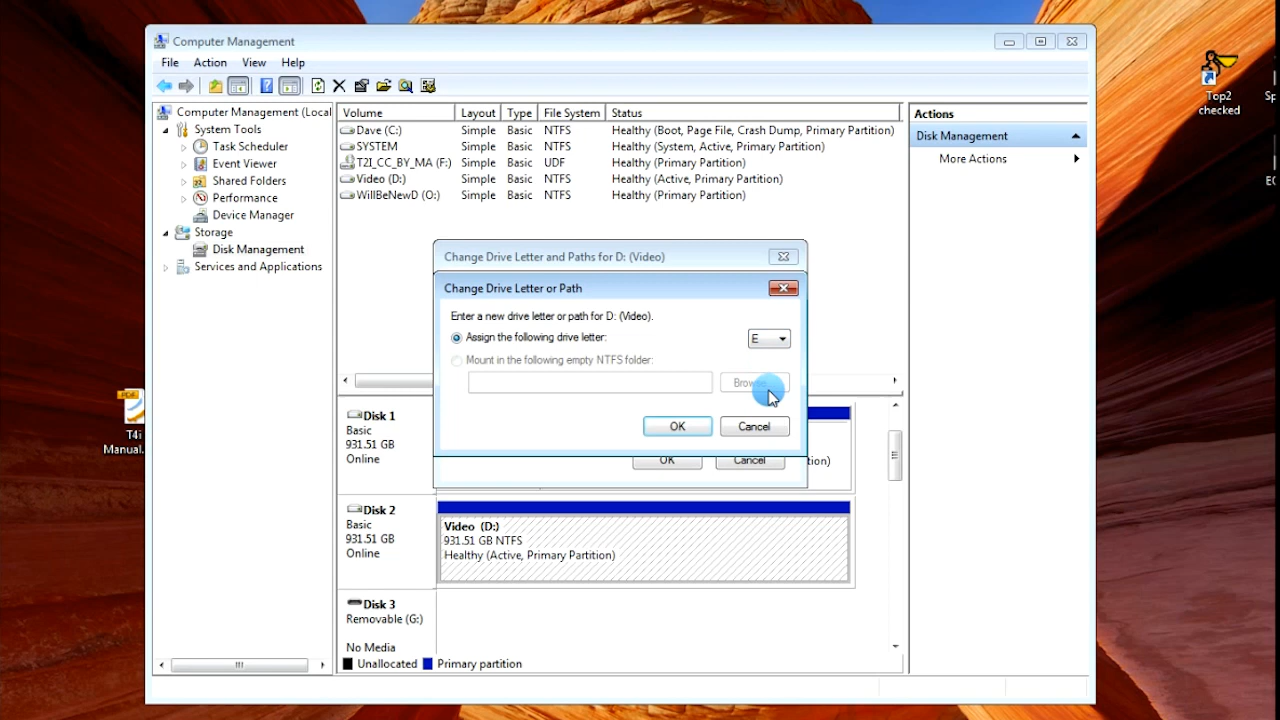 Computer Management
File Action View Help
Computer Management (Local
System Tools
Task Scheduler
Event Viewer
Shared Folders
Performance
Device Manager
Storage
Disk Management
Services and Applications
Volume Layout Type File System Status
Dave (C:) Simple Basic NTFS Healthy (Boot, Page File, Crash Dump, Primary Partition)
SYSTEM Simple Basic NTFS Healthy (System, Active, Primary Partition)
T2I_CC_BY_MA (F:) Simple Basic UDF Healthy (Primary Partition)
Video (D:) Simple Basic NTFS Healthy (Active, Primary Partition)
WillBeNewD (O:) Simple Basic NTFS Healthy (Primary Partition)
Actions
Disk Management
More Actions
Change Drive Letter and Paths for D: (Video)
Change Drive Letter or Path
Enter a new drive letter or path for D: (Video).
Assign the following drive letter: E
Mount in the following empty NTFS folder:
OK Cancel
OK Cancel tion)
Disk 1
Basic
931.51 GB
Online
Disk 2
Basic
931.51 GB
Online
Video (D:)
931.51 GB NTFS
Healthy (Active, Primary Partition)
Disk 3
Removable (G:)
No Media
Unallocated Primary partition
Top2
checked
Sp
EC
PDF
T4i
Manual.